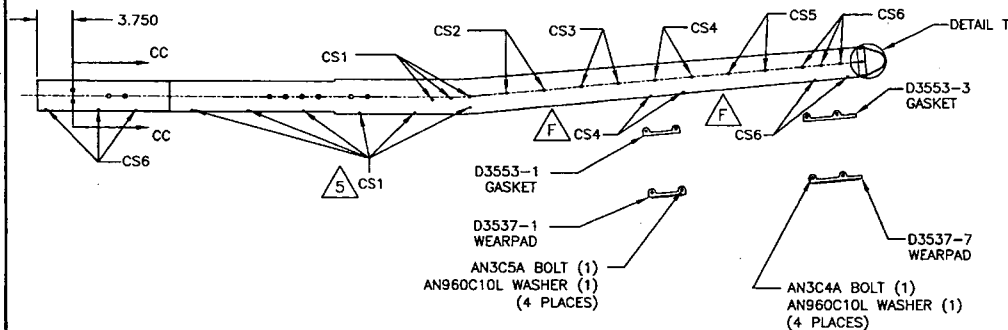 3.750
CC
CC
CS6
CS1
5
CS1
CS2
CS3
CS4
CS5
CS6
DETAIL T
F
CS4
F
CS6
D3553-3
GASKET
D3553-1
GASKET
D3537-1
WEARPAD
AN3C5A BOLT (1)
AN960C10L WASHER (1)
(4 PLACES)
D3537-7
WEARPAD
AN3C4A BOLT (1)
AN960C10L WASHER (1)
(4 PLACES)